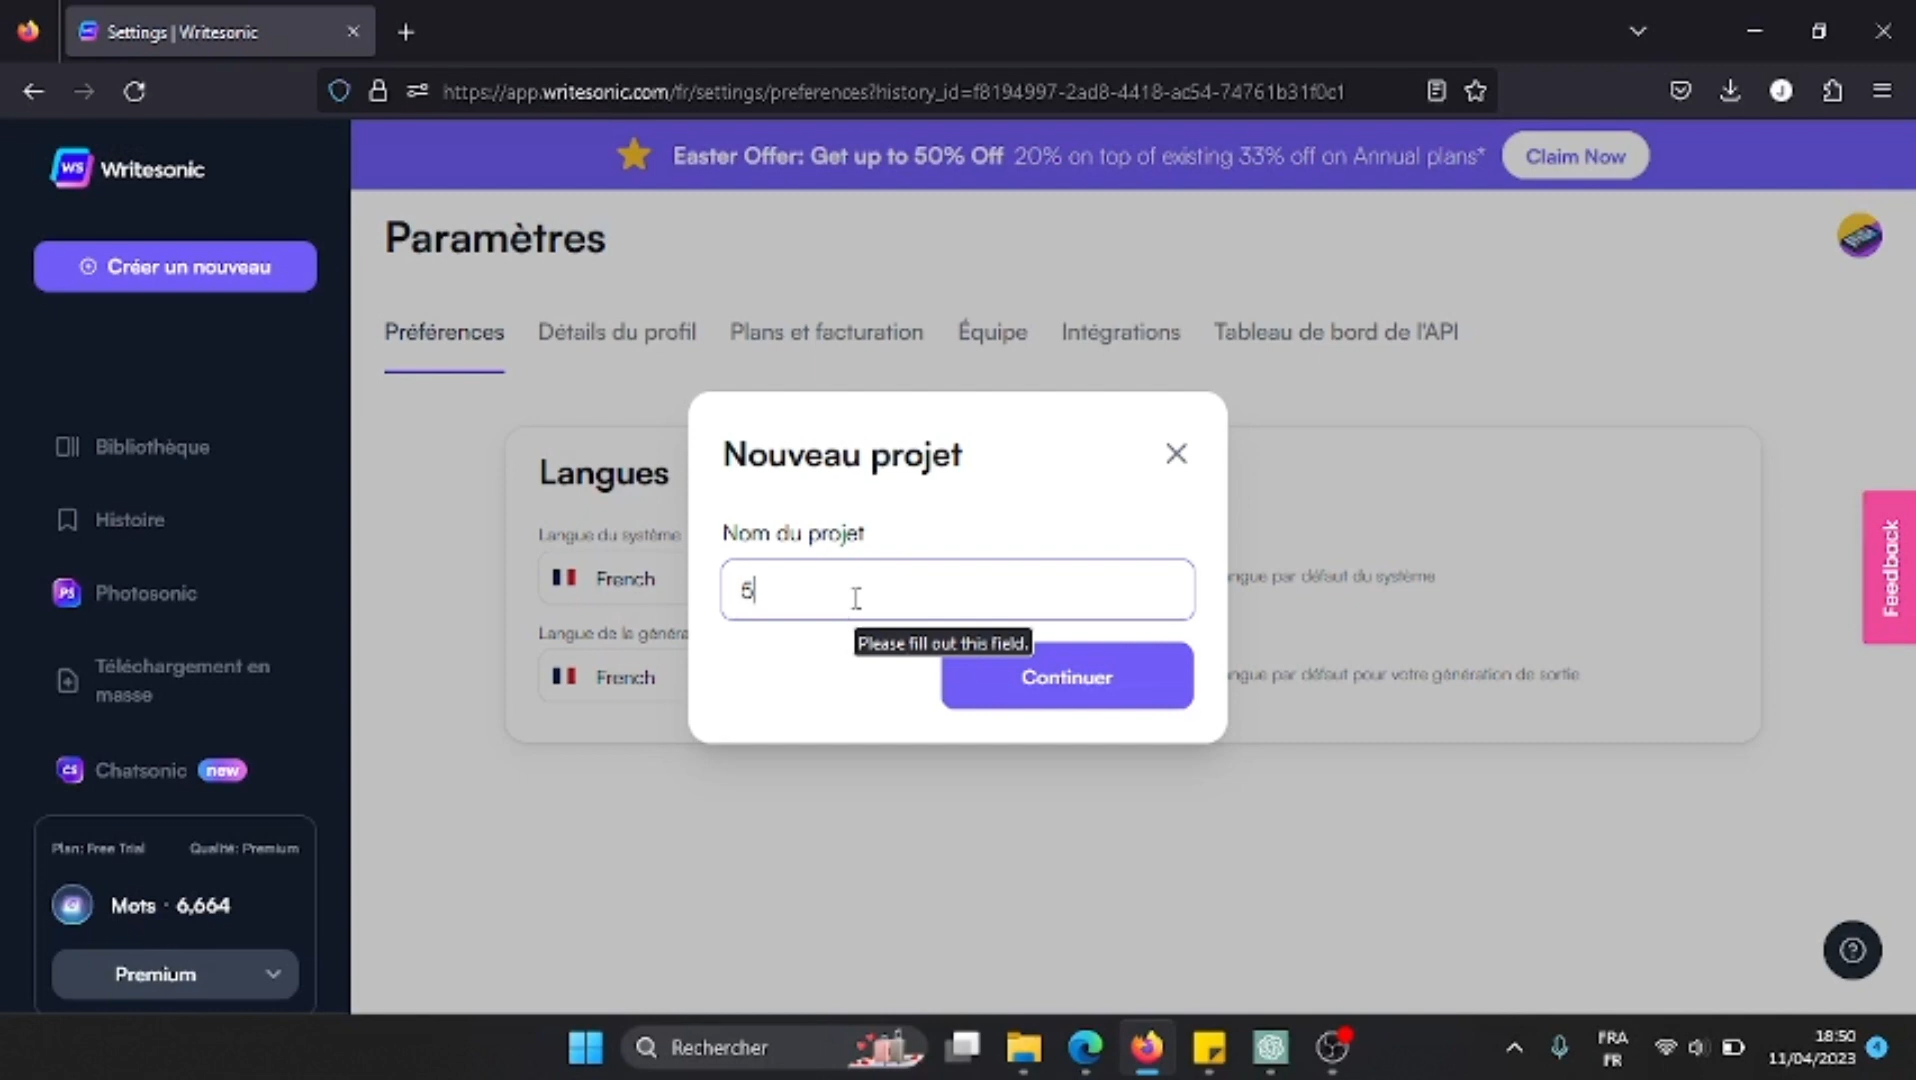 Settings | Writesonic
https://app.writesonic.com/fr/settings/preferences?history_id=f8194997-2ad8-4418-ac54-74761b31f0c1
J
WS Writesonic
Easter Offer: Get up to 50% Off 20% on top of existing 33% off on Annual plans* Claim Now
Créer un nouveau
Paramètres
Préférences Détails du profil Plans et facturation Équipe Intégrations Tableau de bord de l'API
Bibliothèque
Histoire
PS Photosonic
Téléchargement en
masse
CS Chatsonic new
Plan: Free Trial Qualité: Premium
Mots · 6,664
Premium
Langues
Langue du système
French
ngue par défaut du système
Langue de la généra
French
ngue par défaut pour votre génération de sortie
Nouveau projet
Nom du projet
5
Please fill out this field.
Continuer
Feedback
Rechercher
FRA
FR
18:50
11/04/2023
4